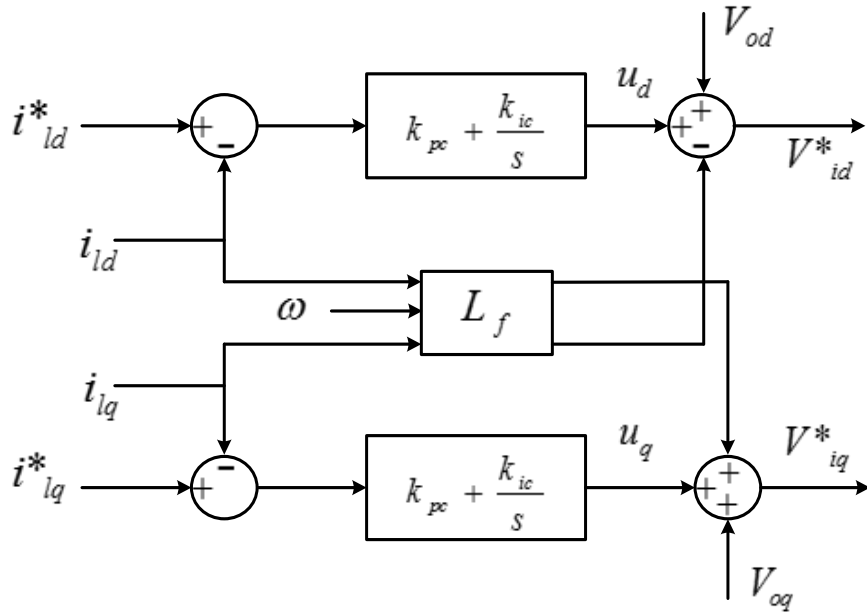 V_od
i*_ld
+
-
k_pc + k_ic/s
u_d
+
+
-
V*_id
i_ld
ω
L_f
i_lq
i*_lq
+
-
k_pc + k_ic/s
u_q
+
+
+
V*_iq
V_oq